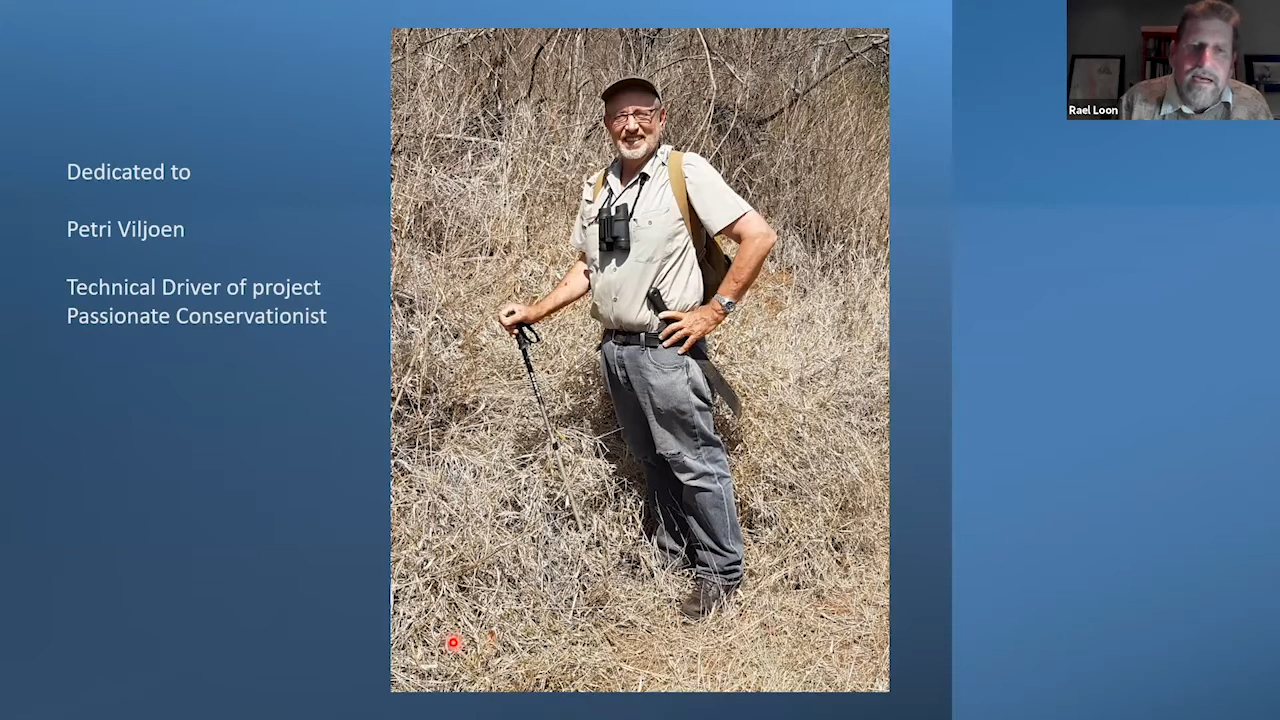 Dedicated to
Petri Viljoen
Technical Driver of project
Passionate Conservationist
Rael Loon